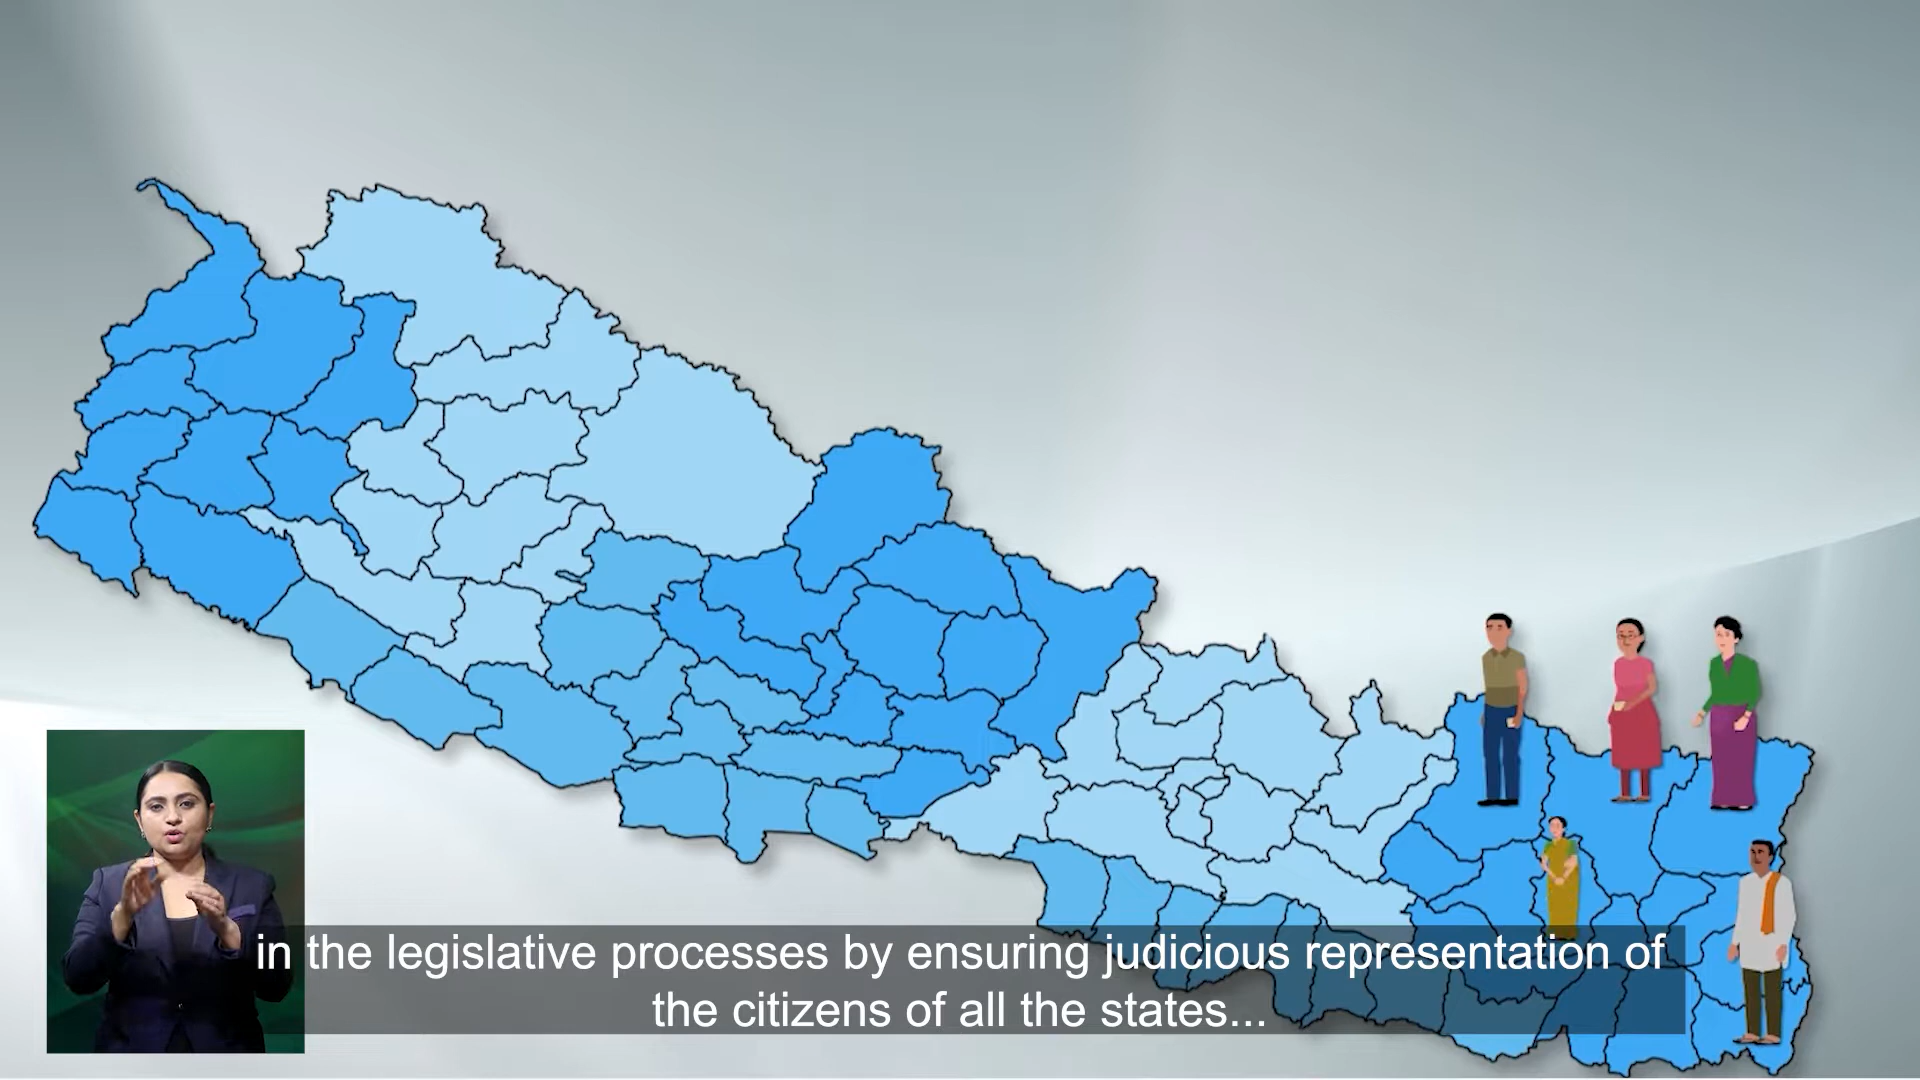 in the legislative processes by ensuring judicious representation of
the citizens of all the states...